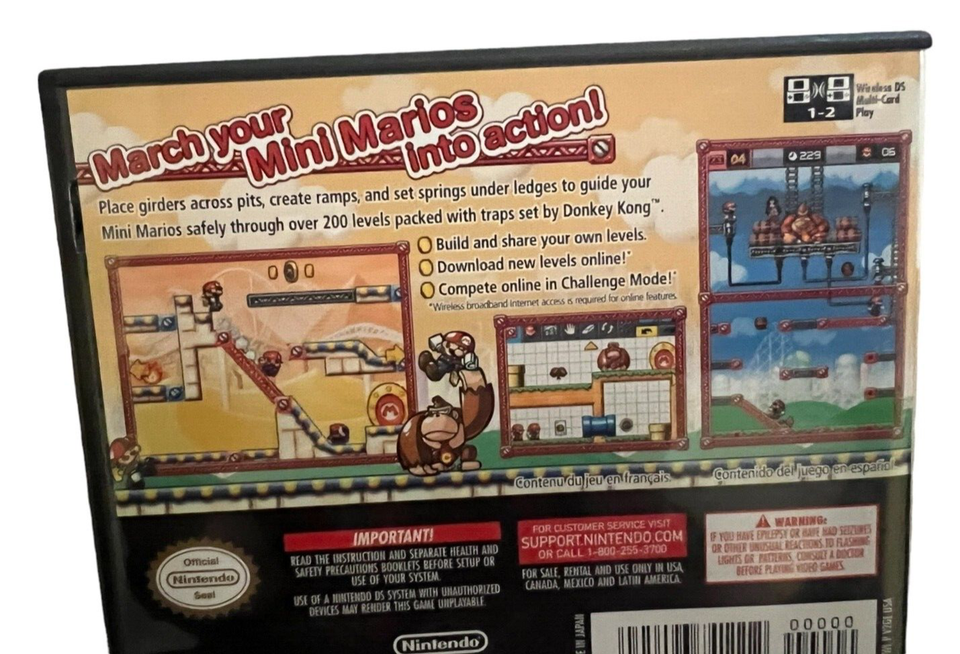 March your
Mini Marios
into action!
Wireless DS
Multi-Card
Play
1-2
Place girders across pits, create ramps, and set springs under ledges to guide your
Mini Marios safely through over 200 levels packed with traps set by Donkey Kong™.
Build and share your own levels.
Download new levels online!*
Compete online in Challenge Mode!*
*Wireless broadband internet access is required for online features.
04 229 06
Contenu du jeu en français.
Contenido del juego en español.
Official
Nintendo
Seal
IMPORTANT!
READ THE INSTRUCTION AND SEPARATE HEALTH AND
SAFETY PRECAUTIONS BOOKLETS BEFORE SETUP OR
USE OF YOUR SYSTEM.
USE OF A NINTENDO DS SYSTEM WITH UNAUTHORIZED
DEVICES MAY RENDER THIS GAME UNPLAYABLE.
FOR CUSTOMER SERVICE VISIT
SUPPORT.NINTENDO.COM
OR CALL 1-800-255-3700
FOR SALE, RENTAL AND USE ONLY IN USA,
CANADA, MEXICO AND LATIN AMERICA.
WARNING:
IF YOU HAVE EPILEPSY OR HAVE HAD SEIZURES
OR OTHER UNUSUAL REACTIONS TO FLASHING
LIGHTS OR PATTERNS, CONSULT A DOCTOR
BEFORE PLAYING VIDEO GAMES.
Nintendo
IN JAPAN
00000
P V2GE USA